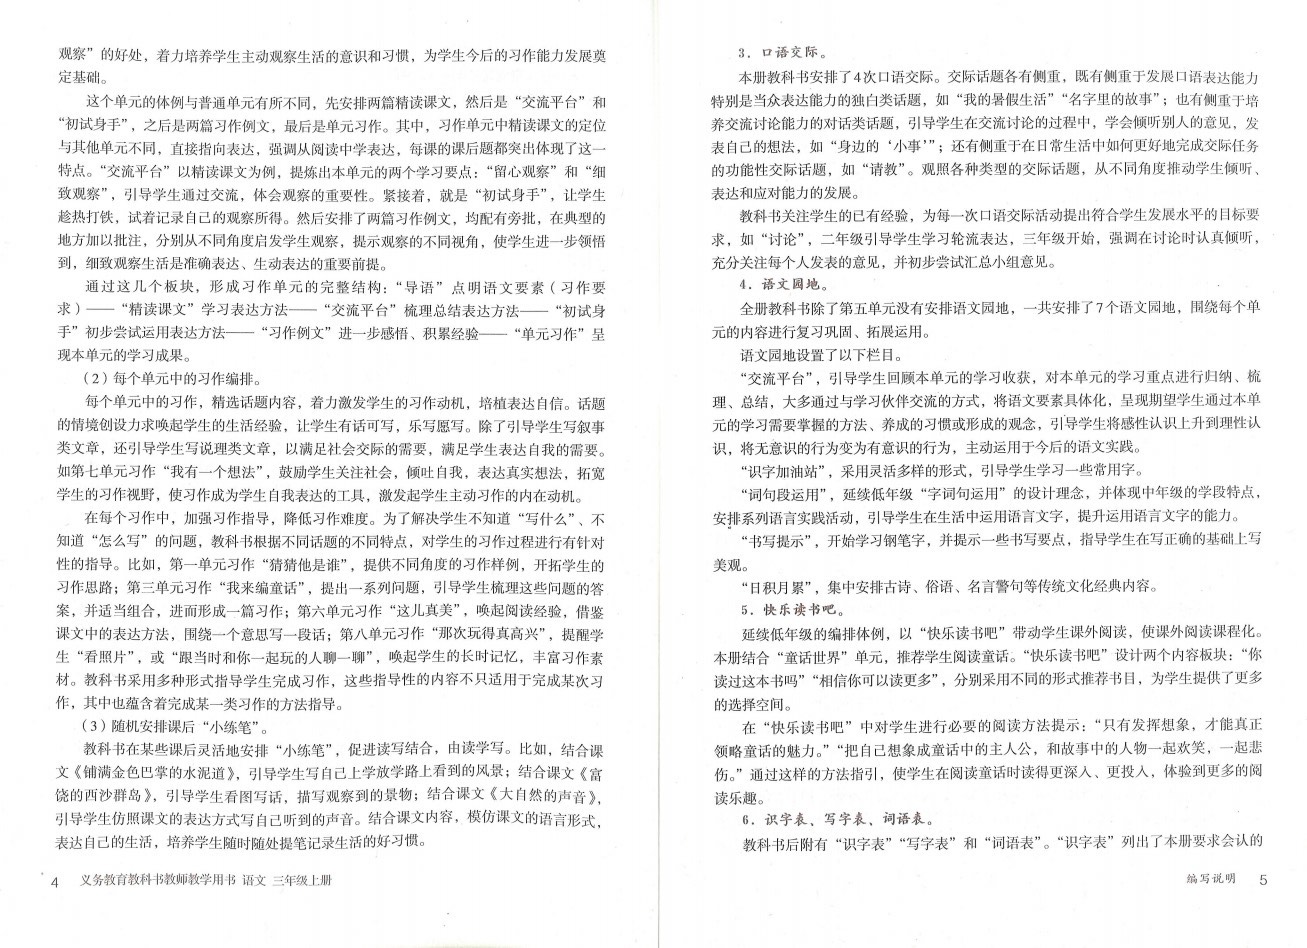 观察”的好处，着力培养学生主动观察生活的意识和习惯，为学生今后的习作能力发展奠
定基础。
这个单元的体例与普通单元有所不同，先安排两篇精读课文，然后是“交流平台”和
“初试身手”，之后是两篇习作例文，最后是单元习作。其中，习作单元中精读课文的定位
与其他单元不同，直接指向表达，强调从阅读中学表达，每课的课后题都突出体现了这一
特点。“交流平台”以精读课文为例，提炼出本单元的两个学习要点：“留心观察”和“细
致观察”，引导学生通过交流，体会观察的重要性。紧接着，就是“初试身手”，让学生
趁热打铁，试着记录自己的观察所得。然后安排了两篇习作例文，均配有旁批，在典型的
地方加以批注，分别从不同角度启发学生观察，提示观察的不同视角，使学生进一步领悟
到，细致观察生活是准确表达、生动表达的重要前提。
通过这几个板块，形成习作单元的完整结构：“导语”点明语文要素（习作要
求）——“精读课文”学习表达方法——“交流平台”梳理总结表达方法——“初试身
手”初步尝试运用表达方法——“习作例文”进一步感悟、积累经验——“单元习作”呈
现本单元的学习成果。
（2）每个单元中的习作编排。
每个单元中的习作，精选话题内容，着力激发学生的习作动机，培植表达自信。话题
的情境创设力求唤起学生的生活经验，让学生有话可写，乐写愿写。除了引导学生写叙事
类文章，还引导学生写说理类文章，以满足社会交际的需要，满足学生表达自我的需要。
如第七单元习作“我有一个想法”，鼓励学生关注社会，倾吐自我，表达真实想法，拓宽
学生的习作视野，使习作成为学生自我表达的工具，激发起学生主动习作的内在动机。
在每个习作中，加强习作指导，降低习作难度。为了解决学生不知道“写什么”、不
知道“怎么写”的问题，教科书根据不同话题的不同特点，对学生的习作过程进行有针对
性的指导。比如，第一单元习作“猜猜他是谁”，提供不同角度的习作样例，开拓学生的
习作思路；第三单元习作“我来编童话”，提出一系列问题，引导学生梳理这些问题的答
案，并适当组合，进而形成一篇习作；第六单元习作“这儿真美”，唤起阅读经验，借鉴
课文中的表达方法，围绕一个意思写一段话；第八单元习作“那次玩得真高兴”，提醒学
生“看照片”，或“跟当时和你一起玩的人聊一聊”，唤起学生的长时记忆，丰富习作素
材。教科书采用多种形式指导学生完成习作，这些指导性的内容不只适用于完成某次习
作，其中也蕴含着完成某一类习作的方法指导。
（3）随机安排课后“小练笔”。
教科书在某些课后灵活地安排“小练笔”，促进读写结合，由读学写。比如，结合课
文《铺满金色巴掌的水泥道》，引导学生写自己上学放学路上看到的风景；结合课文《富
饶的西沙群岛》，引导学生看图写话，描写观察到的景物；结合课文《大自然的声音》，
引导学生仿照课文的表达方式写自己听到的声音。结合课文内容，模仿课文的语言形式，
表达自己的生活，培养学生随时随处提笔记录生活的好习惯。
4 义务教育教科书教师教学用书 语文 三年级上册
3．口语交际。
本册教科书安排了4次口语交际。交际话题各有侧重，既有侧重于发展口语表达能力
特别是当众表达能力的独白类话题，如“我的暑假生活”“名字里的故事”；也有侧重于培
养交流讨论能力的对话类话题，引导学生在交流讨论的过程中，学会倾听别人的意见，发
表自己的想法，如“身边的‘小事’”；还有侧重于在日常生活中如何更好地完成交际任务
的功能性交际话题，如“请教”。观照各种类型的交际话题，从不同角度推动学生倾听、
表达和应对能力的发展。
教科书关注学生的已有经验，为每一次口语交际活动提出符合学生发展水平的目标要
求，如“讨论”，二年级引导学生学习轮流表达，三年级开始，强调在讨论时认真倾听，
充分关注每个人发表的意见，并初步尝试汇总小组意见。
4．语文园地。
全册教科书除了第五单元没有安排语文园地，一共安排了7个语文园地，围绕每个单
元的内容进行复习巩固、拓展运用。
语文园地设置了以下栏目。
“交流平台”，引导学生回顾本单元的学习收获，对本单元的学习重点进行归纳、梳
理、总结，大多通过与学习伙伴交流的方式，将语文要素具体化，呈现期望学生通过本单
元的学习需要掌握的方法、养成的习惯或形成的观念，引导学生将感性认识上升到理性认
识，将无意识的行为变为有意识的行为，主动运用于今后的语文实践。
“识字加油站”，采用灵活多样的形式，引导学生学习一些常用字。
“词句段运用”，延续低年级“字词句运用”的设计理念，并体现中年级的学段特点，
安排系列语言实践活动，引导学生在生活中运用语言文字，提升运用语言文字的能力。
“书写提示”，开始学习钢笔字，并提示一些书写要点，指导学生在写正确的基础上写
美观。
“日积月累”，集中安排古诗、俗语、名言警句等传统文化经典内容。
5．快乐读书吧。
延续低年级的编排体例，以“快乐读书吧”带动学生课外阅读，使课外阅读课程化。
本册结合“童话世界”单元，推荐学生阅读童话。“快乐读书吧”设计两个内容板块：“你
读过这本书吗”“相信你可以读更多”，分别采用不同的形式推荐书目，为学生提供了更多
的选择空间。
在“快乐读书吧”中对学生进行必要的阅读方法提示：“只有发挥想象，才能真正
领略童话的魅力。”“把自己想象成童话中的主人公，和故事中的人物一起欢笑，一起悲
伤。”通过这样的方法指引，使学生在阅读童话时读得更深入、更投入，体验到更多的阅
读乐趣。
6．识字表、写字表、词语表。
教科书后附有“识字表”“写字表”和“词语表”。“识字表”列出了本册要求会认的
编写说明 5